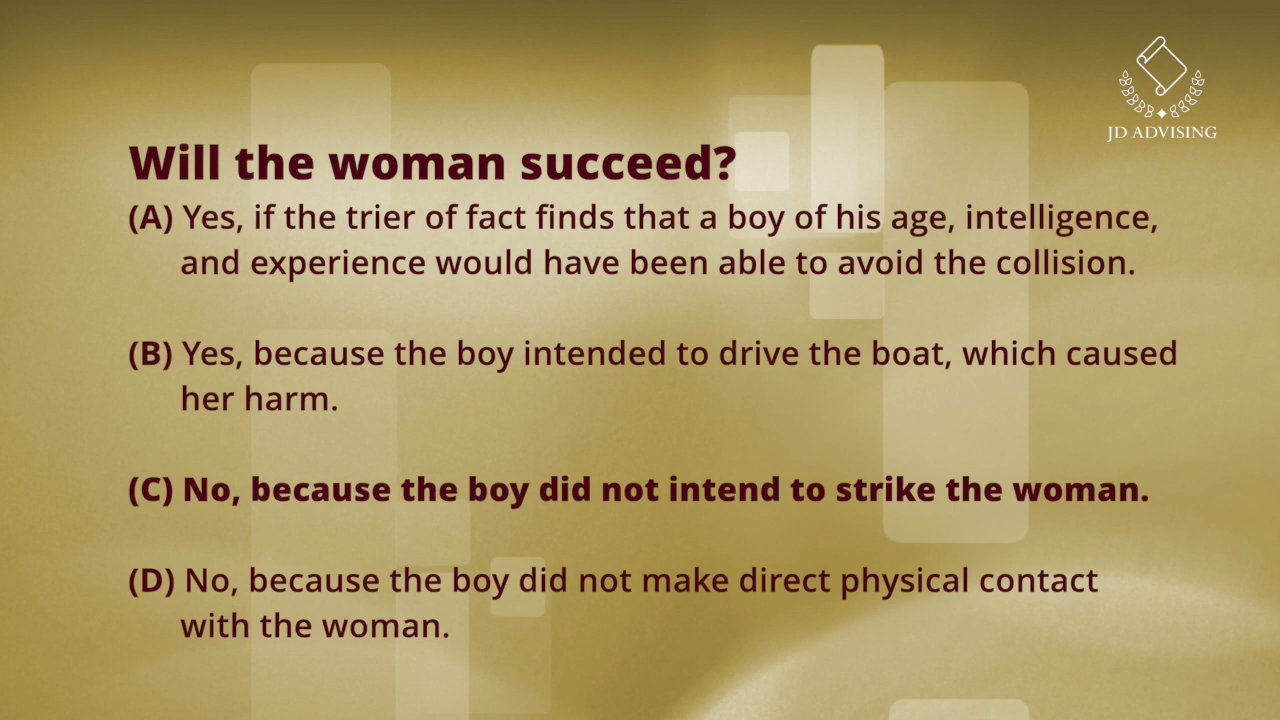 JD ADVISING
Will the woman succeed?
(A) Yes, if the trier of fact finds that a boy of his age, intelligence,
and experience would have been able to avoid the collision.
(B) Yes, because the boy intended to drive the boat, which caused
her harm.
(C) No, because the boy did not intend to strike the woman.
(D) No, because the boy did not make direct physical contact
with the woman.